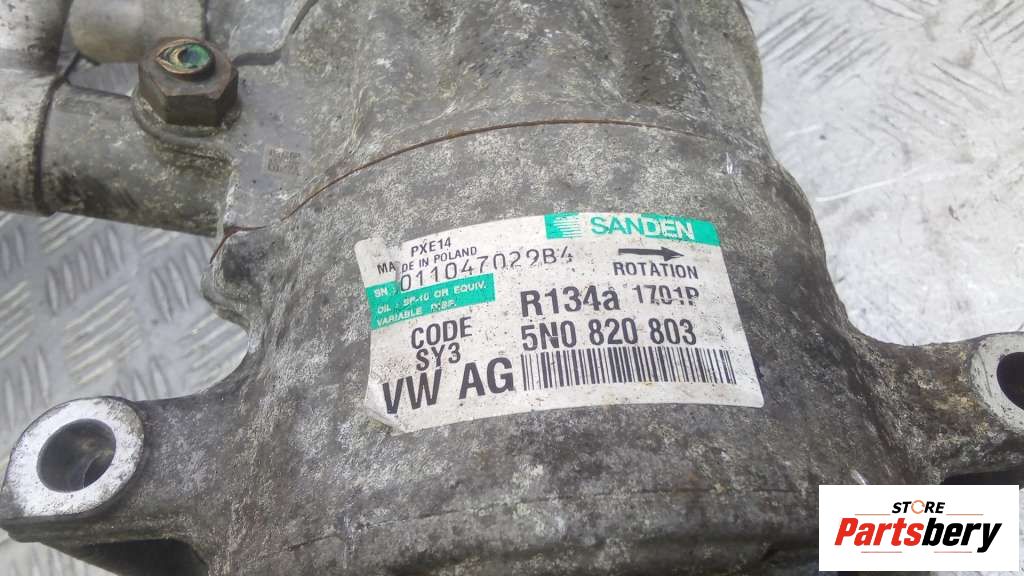 SANDEN
PXE14
MADE IN POLAND
SN. 011047029B4
ROTATION
OIL : SP-10 OR EQUIV.
VARIABLE DISP.
R134a 1701P
CODE 5N0 820 803
SY3
VW AG
STORE
Partsbery